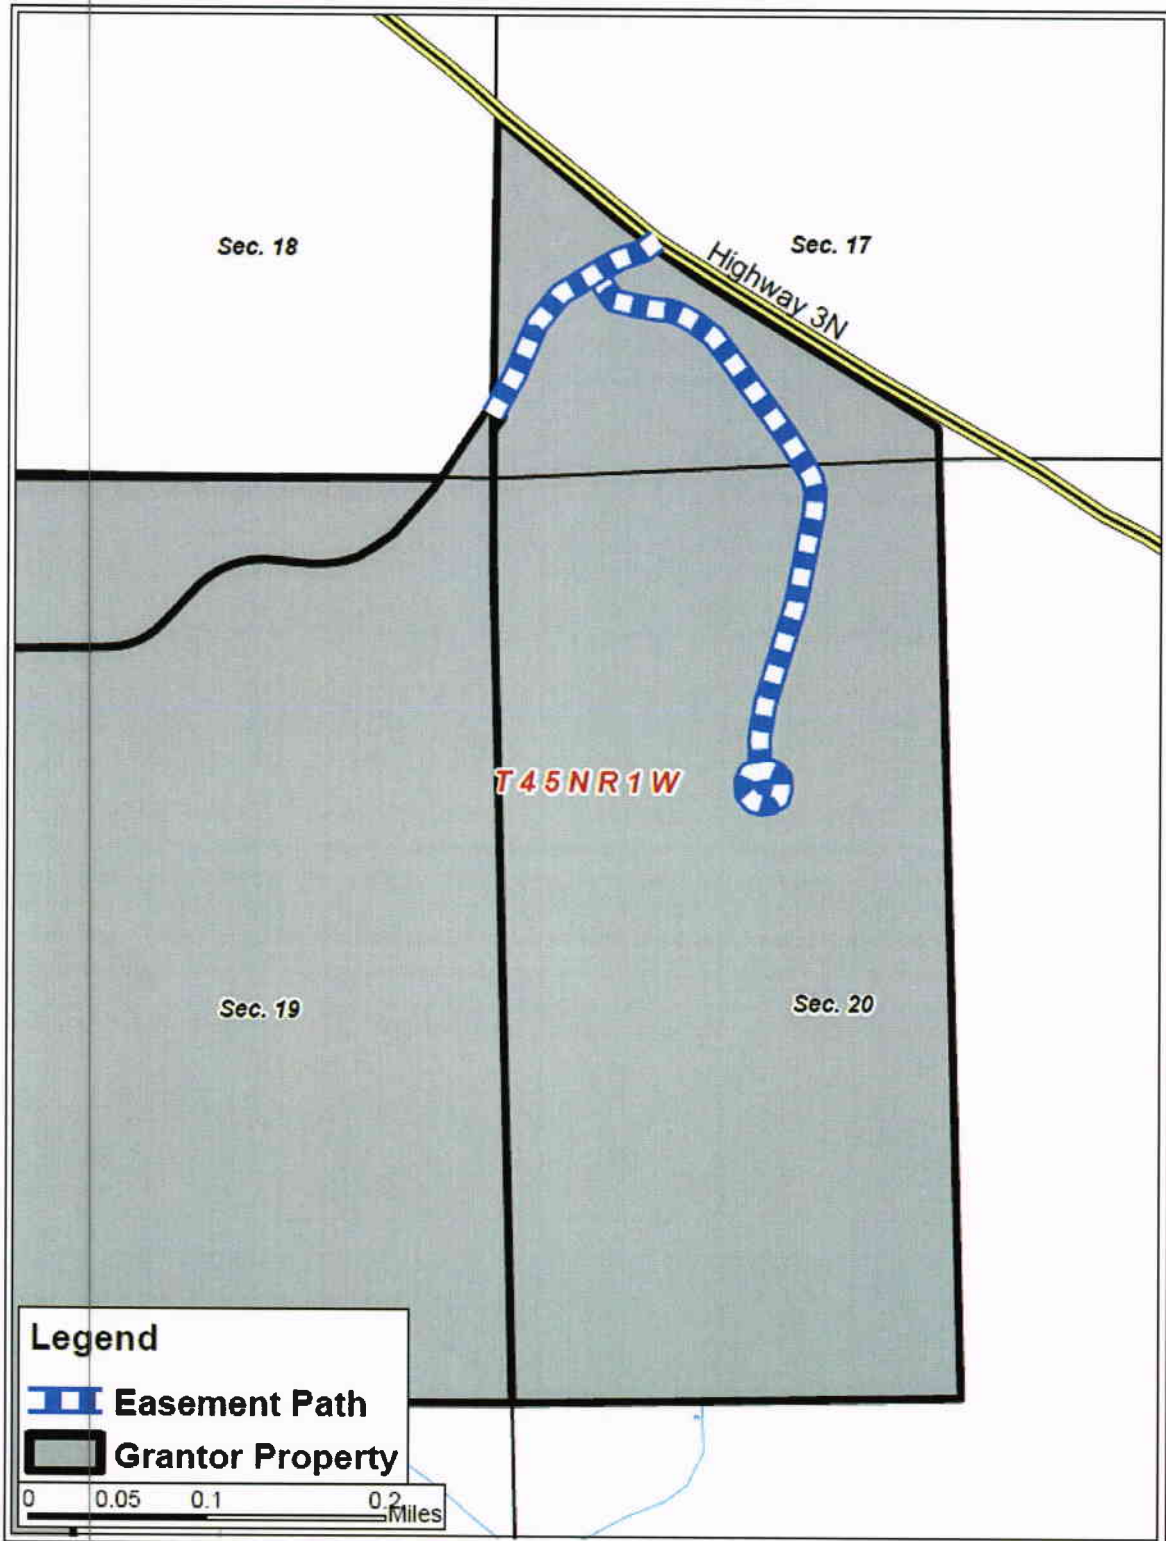 Sec. 18
Sec. 17
Highway 3N
T45NR1W
Sec. 19
Sec. 20
Legend
Easement Path
Grantor Property
0 0.05 0.1 0.2
Miles